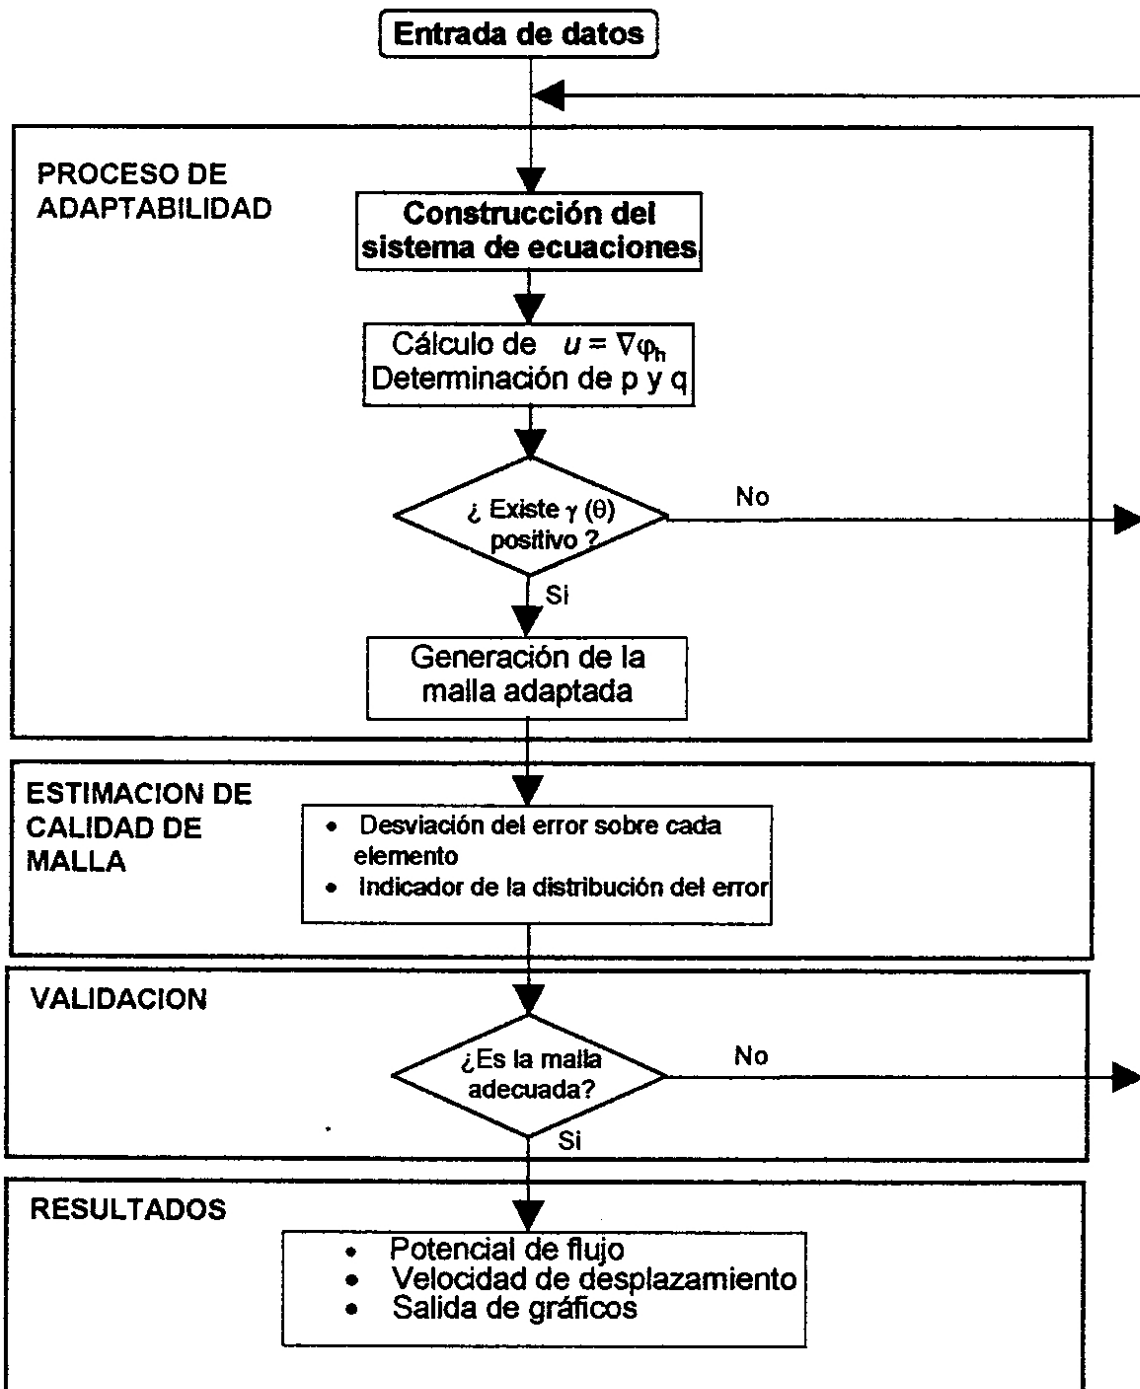 Entrada de datos
PROCESO DE
ADAPTABILIDAD
Construcción del
sistema de ecuaciones
Cálculo de u = ∇φₕ
Determinación de p y q
¿ Existe γ (θ)
positivo ?
No
Si
Generación de la
malla adaptada
ESTIMACION DE
CALIDAD DE
MALLA
• Desviación del error sobre cada
elemento
• Indicador de la distribución del error
VALIDACION
¿Es la malla
adecuada?
No
Si
RESULTADOS
• Potencial de flujo
• Velocidad de desplazamiento
• Salida de gráficos